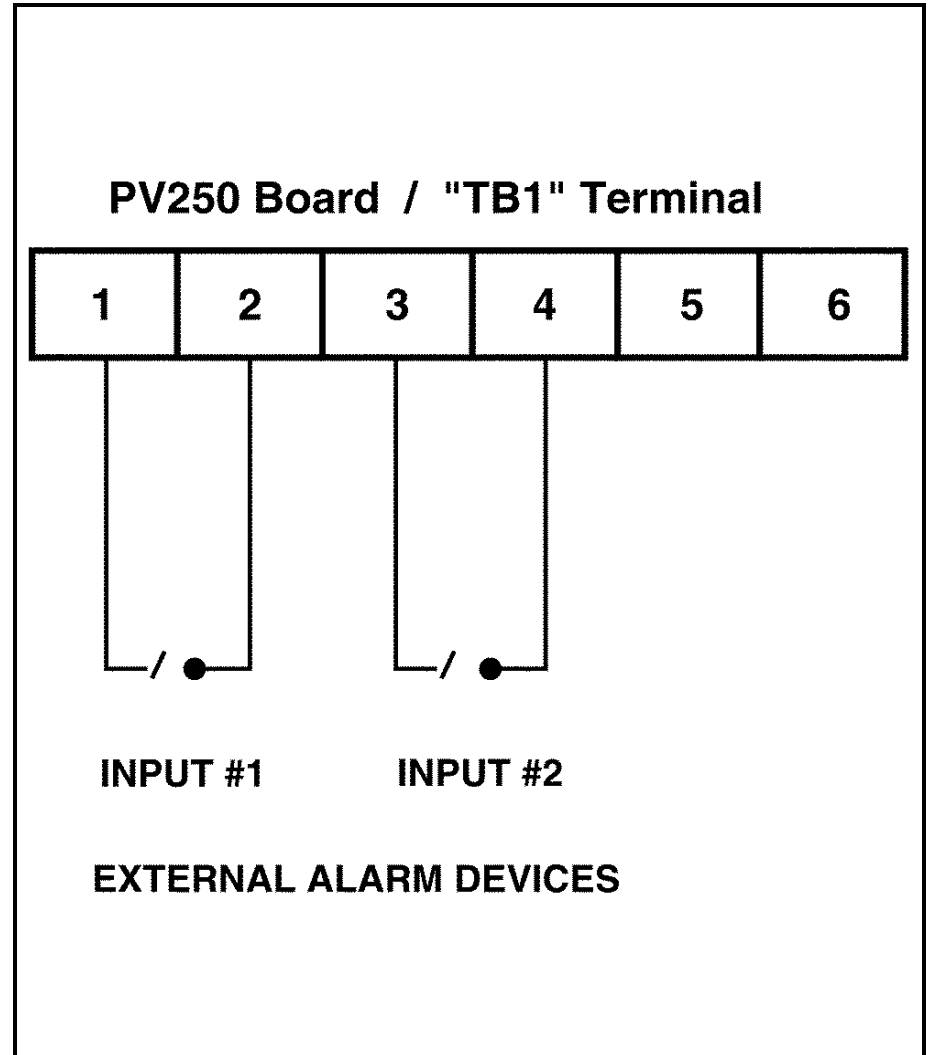 PV250 Board / "TB1" Terminal
1 2 3 4 5 6
INPUT #1 INPUT #2
EXTERNAL ALARM DEVICES